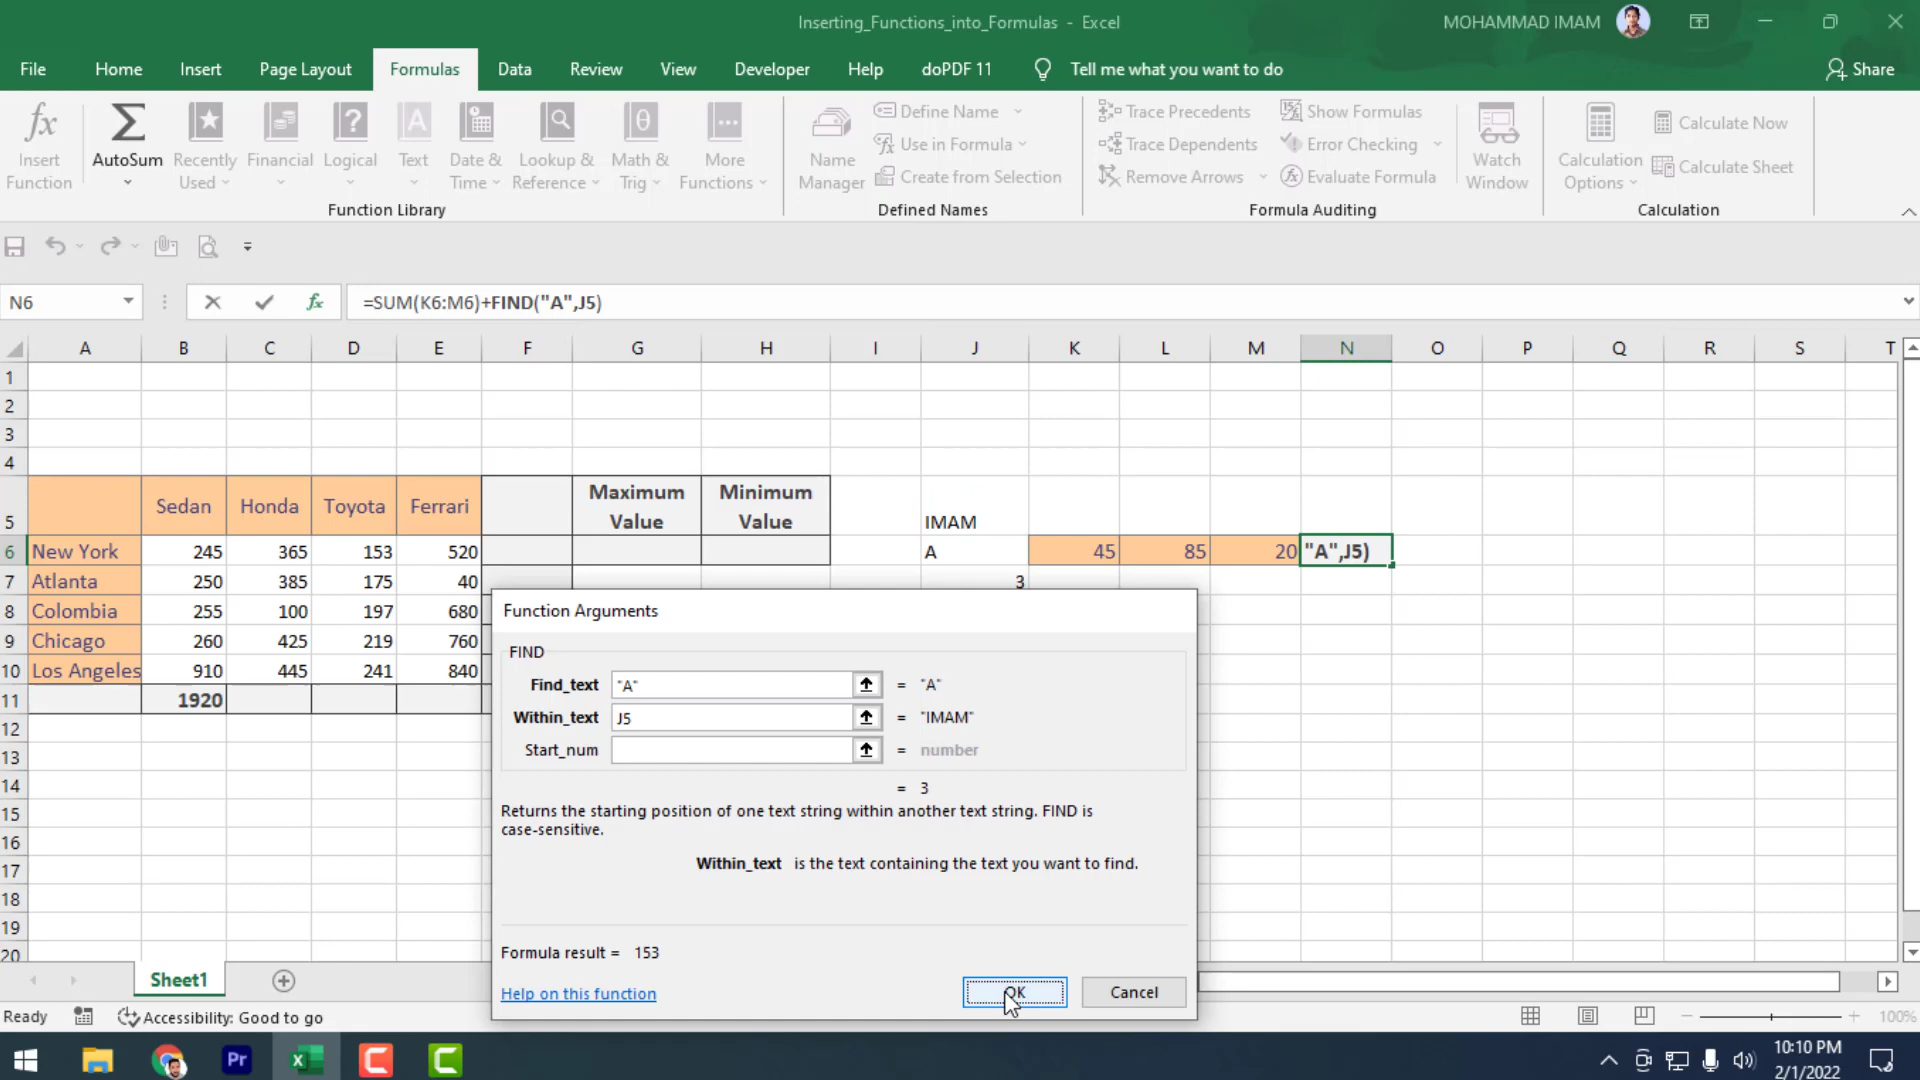 Inserting_Functions_into_Formulas - Excel
MOHAMMAD IMAM
File Home Insert Page Layout Formulas Data Review View Developer Help doPDF 11 Tell me what you want to do Share
Insert Function
AutoSum
Recently Used
Financial
Logical
Text
Date & Time
Lookup & Reference
Math & Trig
More Functions
Function Library
Name Manager
Define Name
Use in Formula
Create from Selection
Defined Names
Trace Precedents
Trace Dependents
Remove Arrows
Show Formulas
Error Checking
Evaluate Formula
Formula Auditing
Watch Window
Calculation Options
Calculate Now
Calculate Sheet
Calculation
N6 fx =SUM(K6:M6)+FIND("A",J5)
A B C D E F G H I J K L M N O P Q R S T
1
2
3
4
5 Sedan Honda Toyota Ferrari Maximum Value Minimum Value IMAM
6 New York 245 365 153 520 A 45 85 20 "A",J5)
7 Atlanta 250 385 175 40 3
8 Colombia 255 100 197 680
9 Chicago 260 425 219 760
10 Los Angeles 910 445 241 840
11 1920
12
13
14
15
16
17
18
19
20
Function Arguments
FIND
Find_text "A" = "A"
Within_text J5 = "IMAM"
Start_num = number
= 3
Returns the starting position of one text string within another text string. FIND is
case-sensitive.
Within_text is the text containing the text you want to find.
Formula result = 153
Help on this function
OK Cancel
Sheet1
Ready Accessibility: Good to go 100%
Pr
10:10 PM
2/1/2022